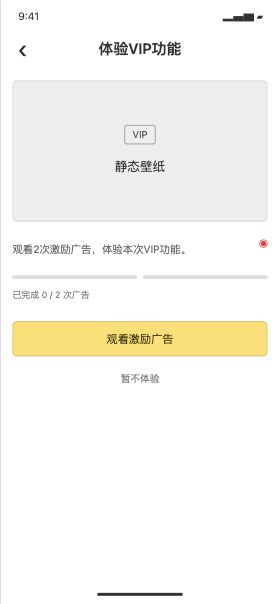 9:41
体验VIP功能
VIP
静态壁纸
观看2次激励广告，体验本次VIP功能。
已完成 0 / 2 次广告
观看激励广告
暂不体验